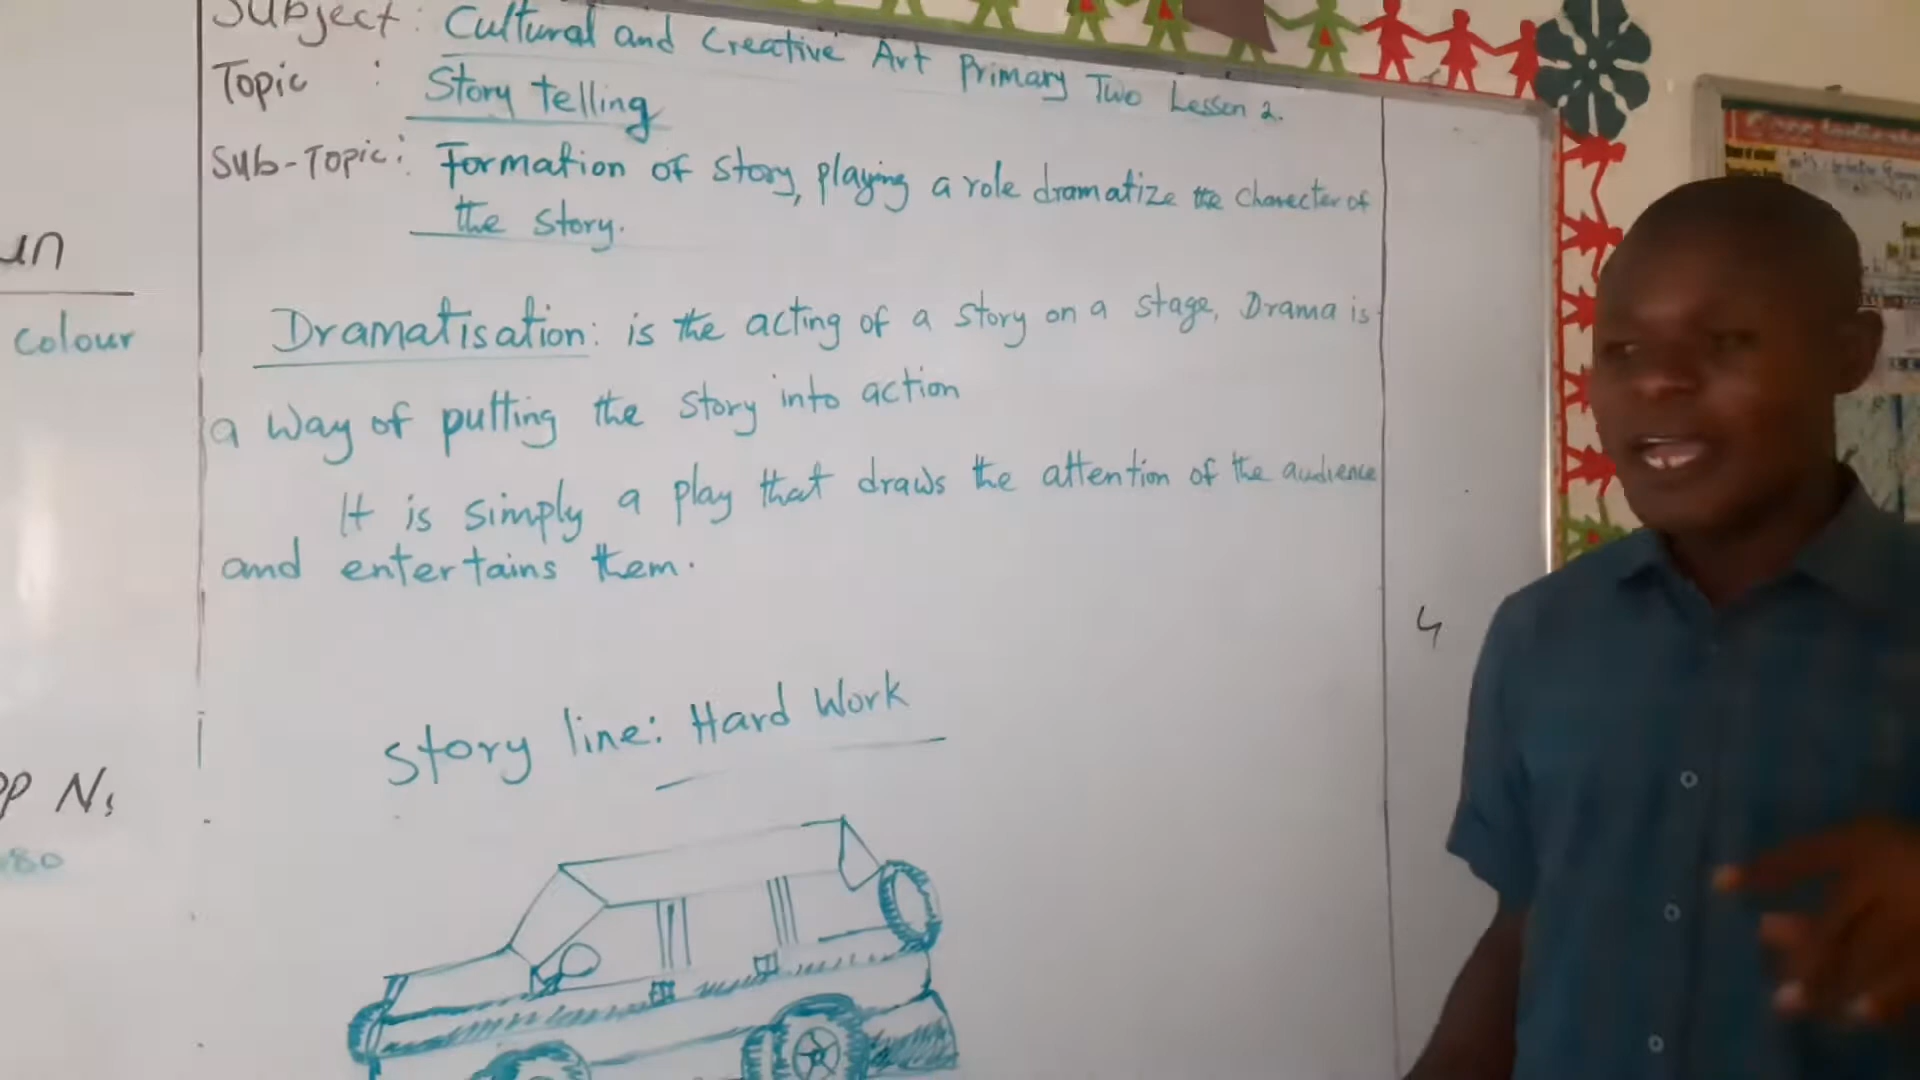 Subject: Cultural and Creative Art Primary Two Lesson 2.
Topic : Story telling
Sub-Topic: Formation of story, playing a role dramatize the charecter of
the story.
Dramatisation: is the acting of a story on a stage, Drama is
a way of putting the story into action
It is simply a play that draws the attention of the audience
and entertains them.
Story line: Hard Work
colour
4